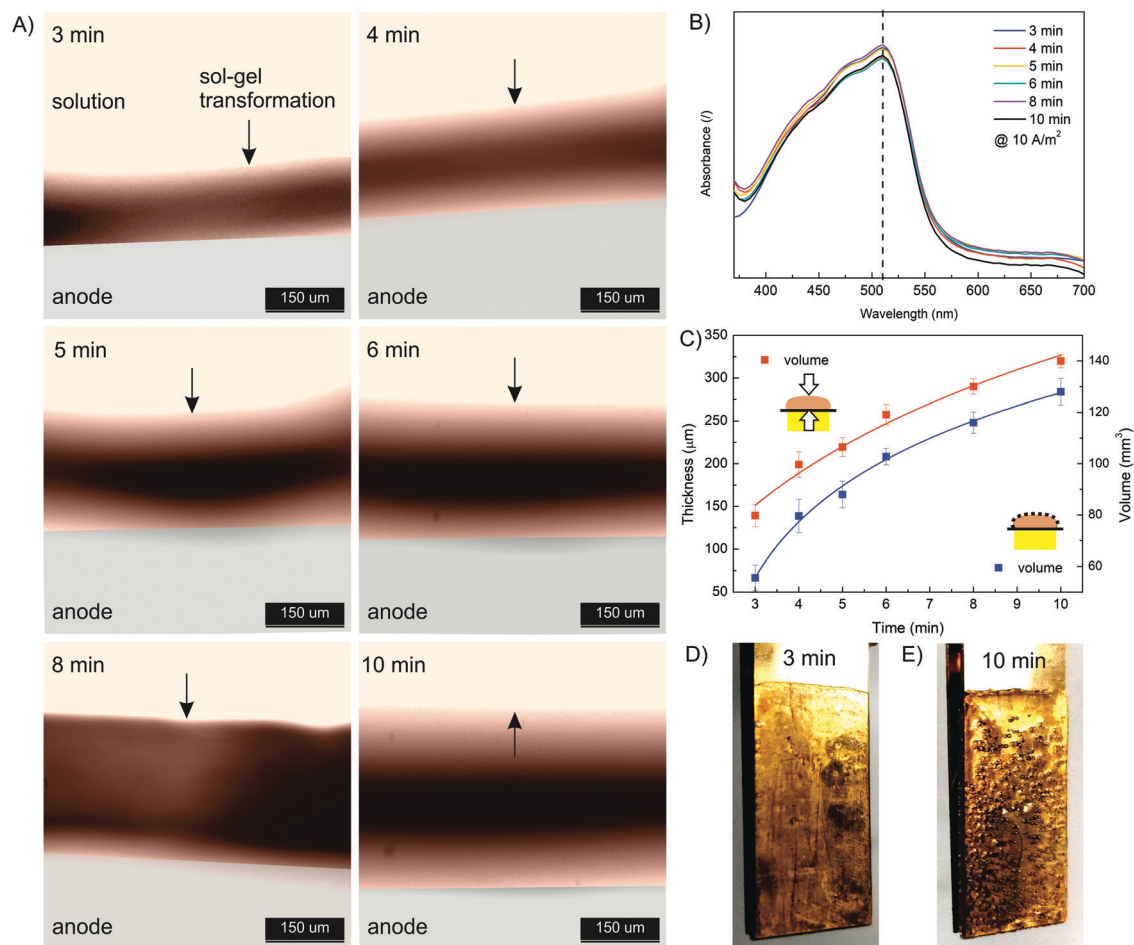 A)
3 min
solution
sol-gel
transformation
anode
150 um
4 min
anode
150 um
5 min
anode
150 um
6 min
anode
150 um
8 min
anode
150 um
10 min
anode
150 um
B)
Absorbance (/)
3 min
4 min
5 min
6 min
8 min
10 min
@ 10 A/m²
400 450 500 550 600 650 700
Wavelength (nm)
C)
Thickness (μm)
350
300
250
200
150
100
50
volume
volume
140
120
100
80
60
Volume (mm³)
3 4 5 6 7 8 9 10
Time (min)
D)
3 min
E)
10 min